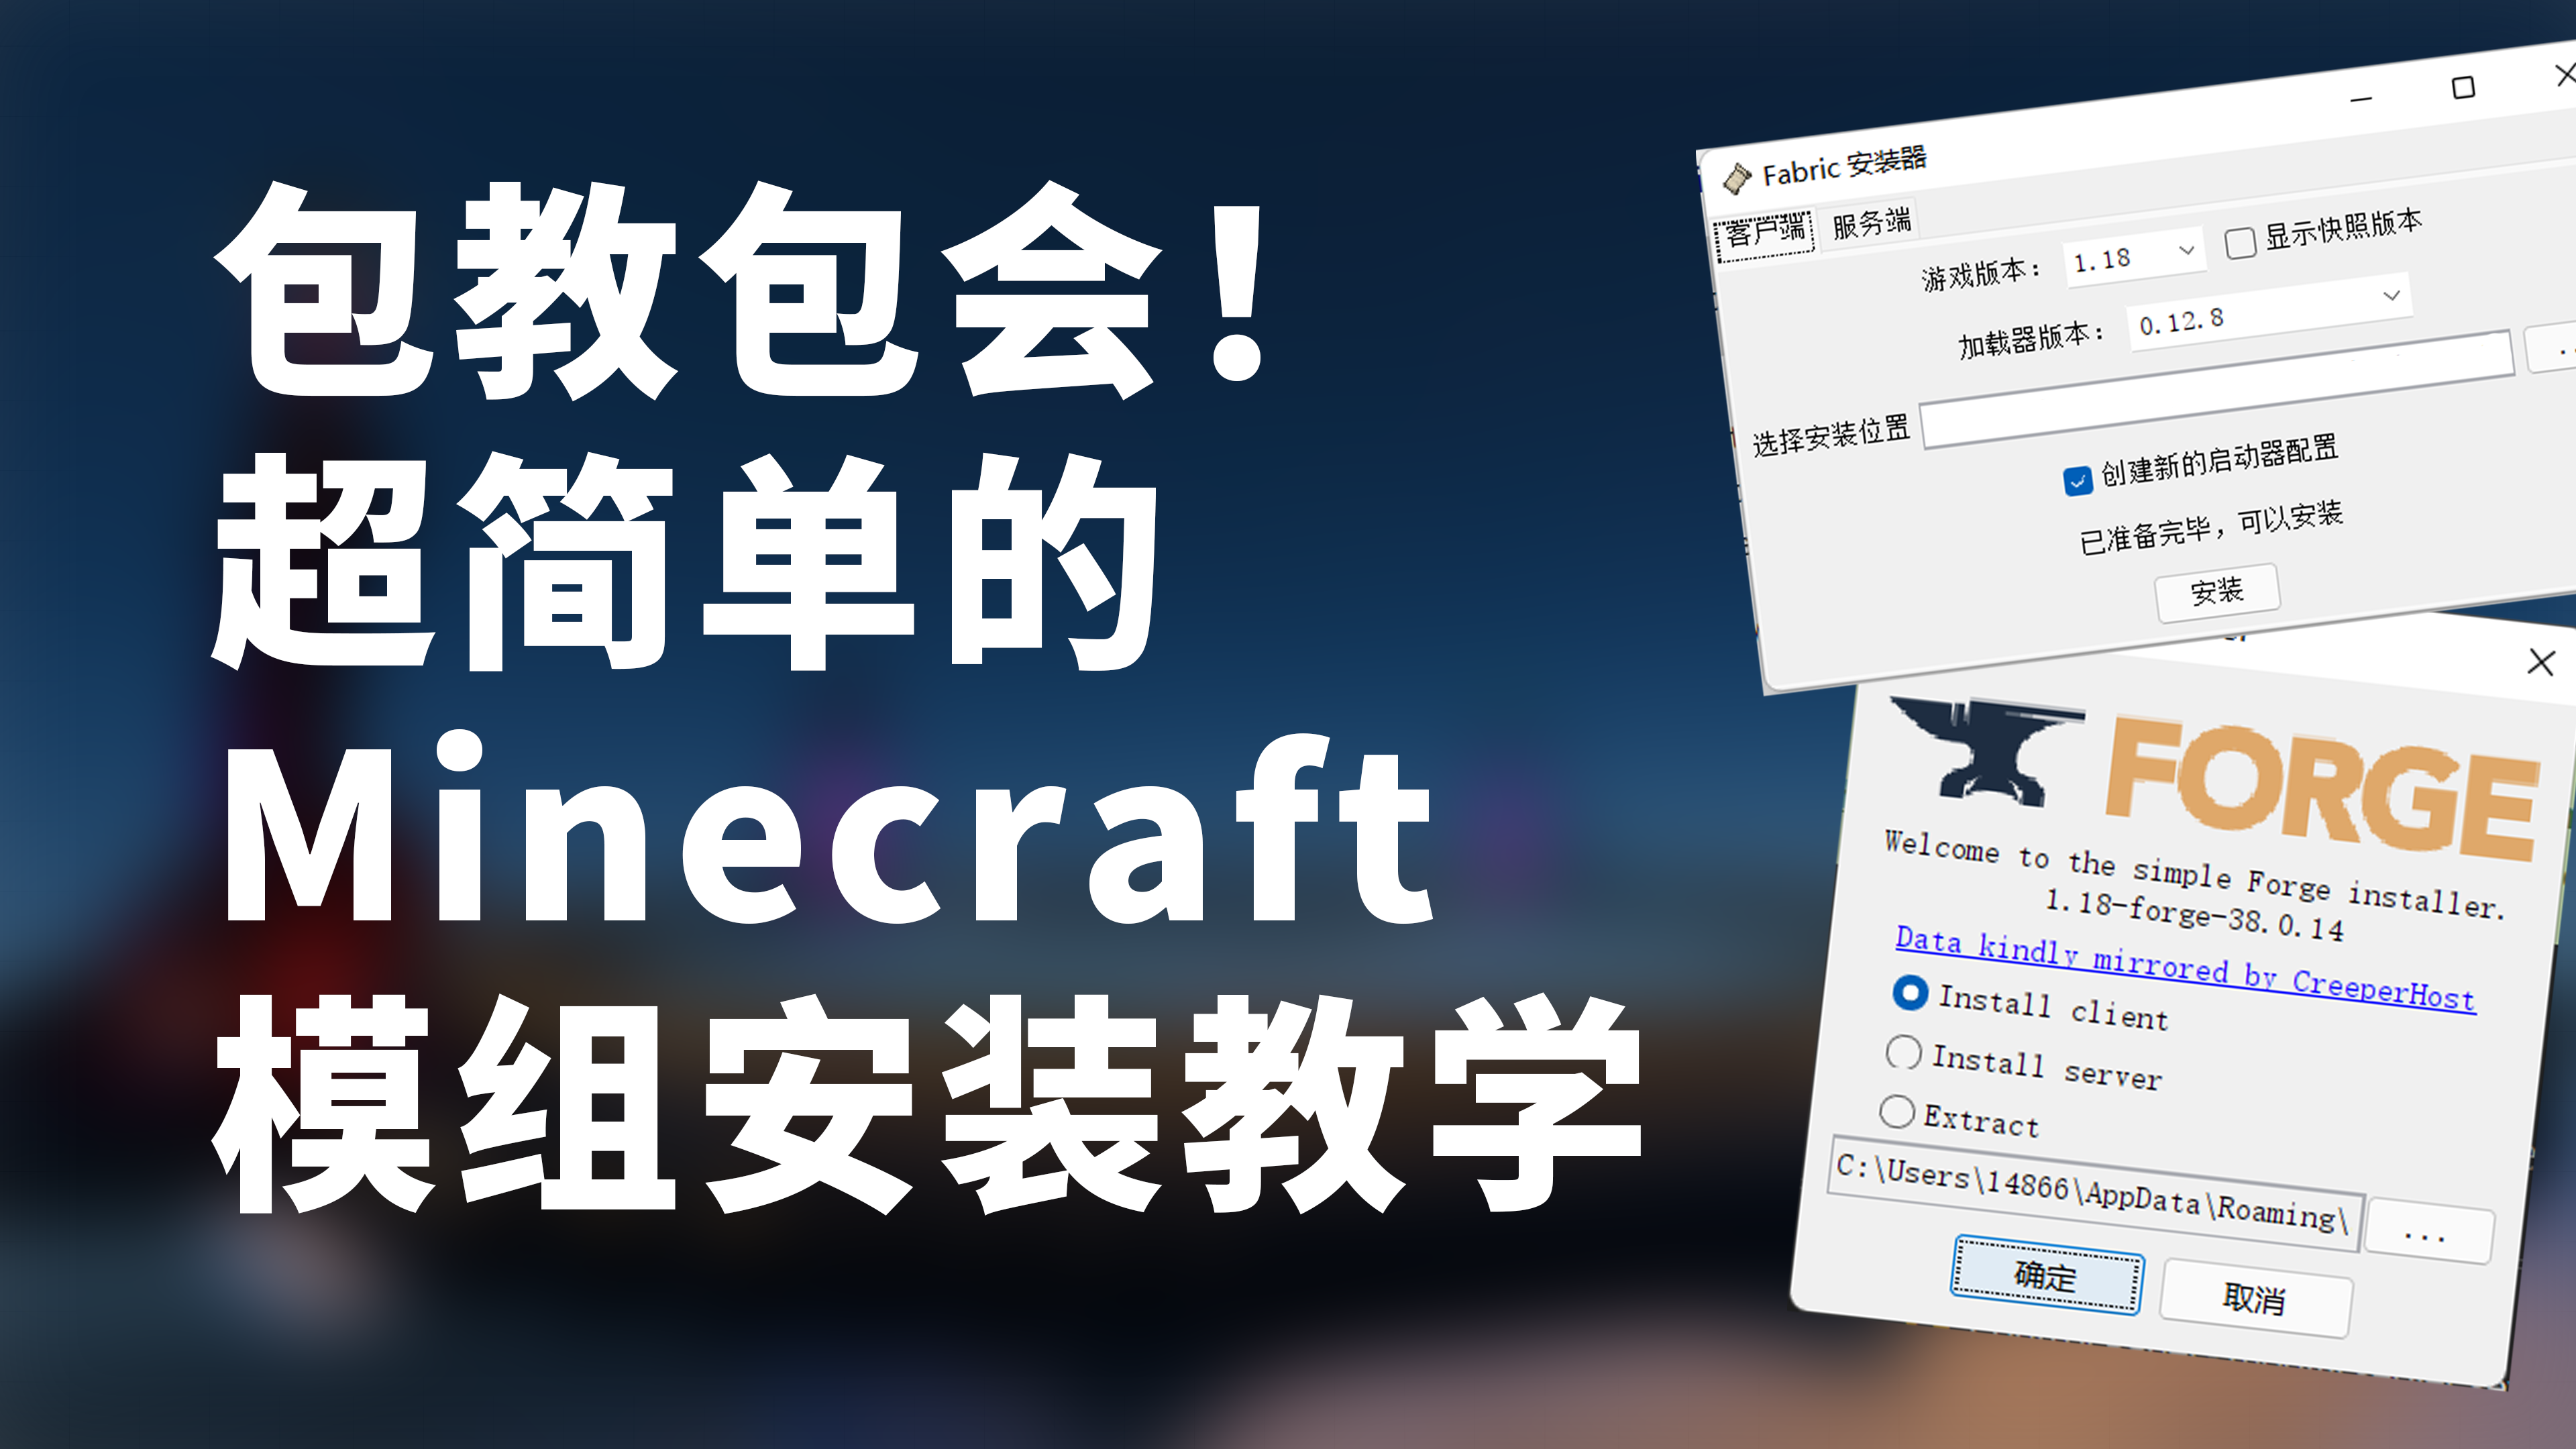 包教包会！
超简单的
Minecraft
模组安装教学
Fabric 安装器
客户端 服务端
游戏版本： 1.18 显示快照版本
加载器版本： 0.12.8
选择安装位置 ...
创建新的启动器配置
已准备完毕，可以安装
安装
FORGE
Welcome to the simple Forge installer.
1.18-forge-38.0.14
Data kindly mirrored by CreeperHost
Install client
Install server
Extract
C:\Users\14866\AppData\Roaming\ ...
确定 取消